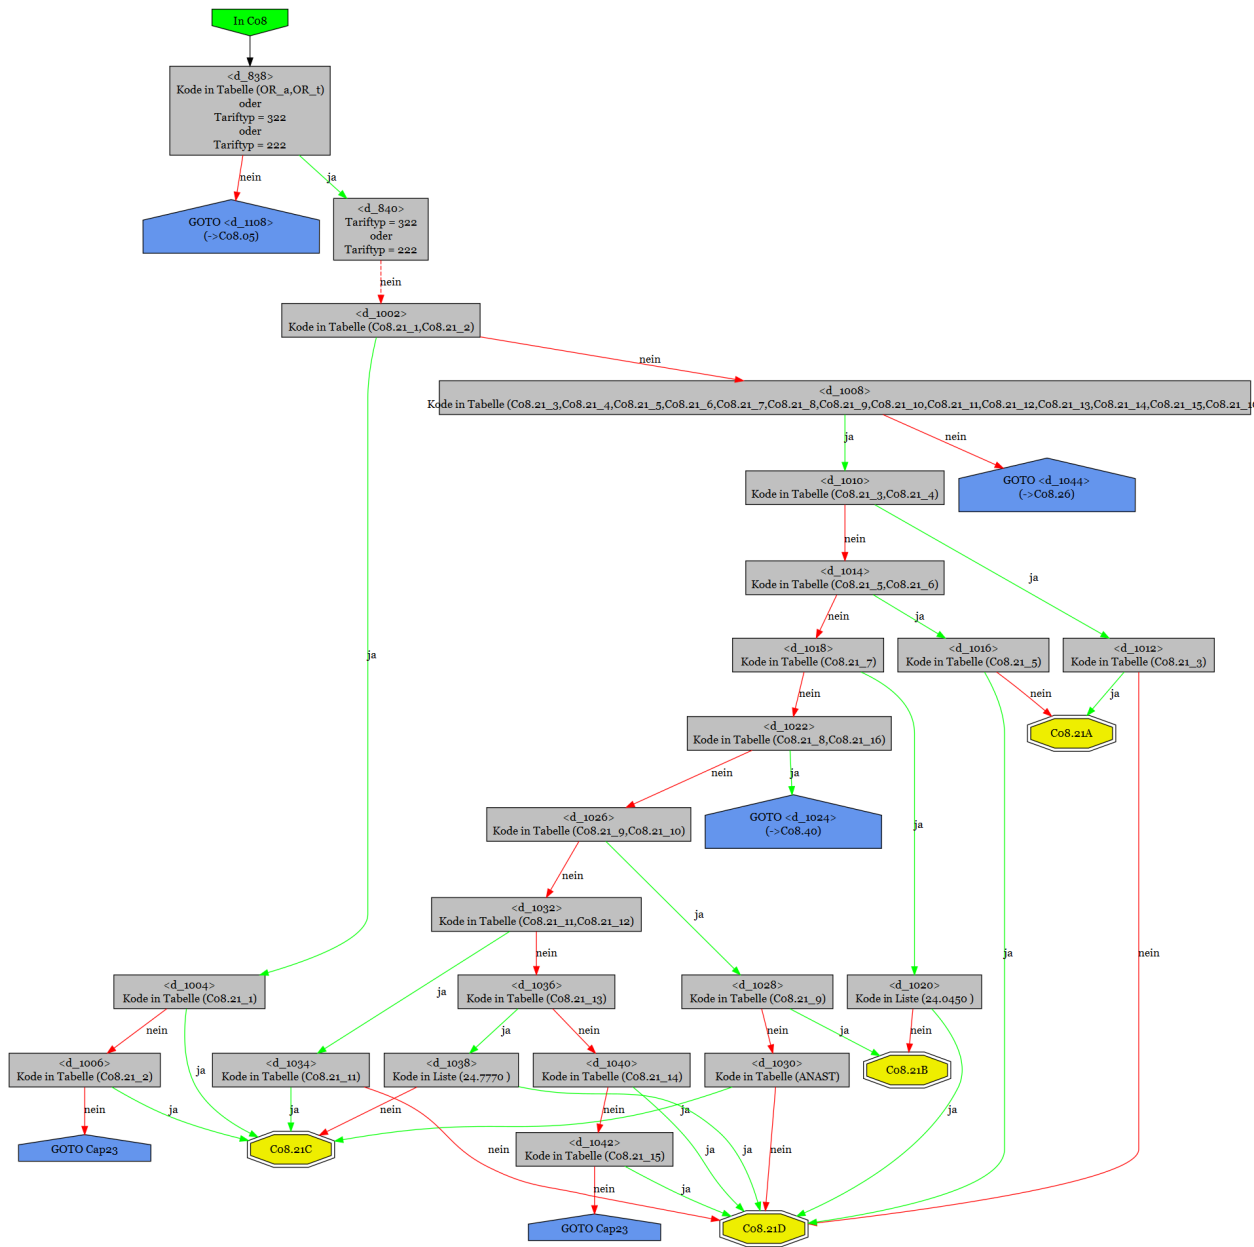 In C08
<d_838>
Kode in Tabelle (OR_a,OR_t)
oder
Tariftyp = 322
oder
Tariftyp = 222
nein
ja
GOTO <d_1108>
(->C08.05)
<d_840>
Tariftyp = 322
oder
Tariftyp = 222
nein
<d_1002>
Kode in Tabelle (C08.21_1,C08.21_2)
nein
<d_1008>
Kode in Tabelle (C08.21_3,C08.21_4,C08.21_5,C08.21_6,C08.21_7,C08.21_8,C08.21_9,C08.21_10,C08.21_11,C08.21_12,C08.21_13,C08.21_14,C08.21_15,C08.21_16
ja
nein
<d_1010>
Kode in Tabelle (C08.21_3,C08.21_4)
GOTO <d_1044>
(->C08.26)
nein
ja
<d_1014>
Kode in Tabelle (C08.21_5,C08.21_6)
nein
ja
ja
<d_1018>
Kode in Tabelle (C08.21_7)
<d_1016>
Kode in Tabelle (C08.21_5)
<d_1012>
Kode in Tabelle (C08.21_3)
nein
nein
ja
<d_1022>
Kode in Tabelle (C08.21_8,C08.21_16)
C08.21A
nein
ja
<d_1026>
Kode in Tabelle (C08.21_9,C08.21_10)
GOTO <d_1024>
(->C08.40)
ja
nein
<d_1032>
Kode in Tabelle (C08.21_11,C08.21_12)
ja
nein
ja
ja
nein
<d_1004>
Kode in Tabelle (C08.21_1)
<d_1036>
Kode in Tabelle (C08.21_13)
<d_1028>
Kode in Tabelle (C08.21_9)
<d_1020>
Kode in Liste (24.0450 )
nein
ja
nein
nein
ja
nein
<d_1006>
Kode in Tabelle (C08.21_2)
ja
<d_1034>
Kode in Tabelle (C08.21_11)
<d_1038>
Kode in Liste (24.7770 )
<d_1040>
Kode in Tabelle (C08.21_14)
<d_1030>
Kode in Tabelle (ANAST)
C08.21B
nein
ja
ja
nein
nein
ja
ja
GOTO Cap23
C08.21C
<d_1042>
Kode in Tabelle (C08.21_15)
nein
ja
ja
nein
nein
ja
GOTO Cap23
C08.21D